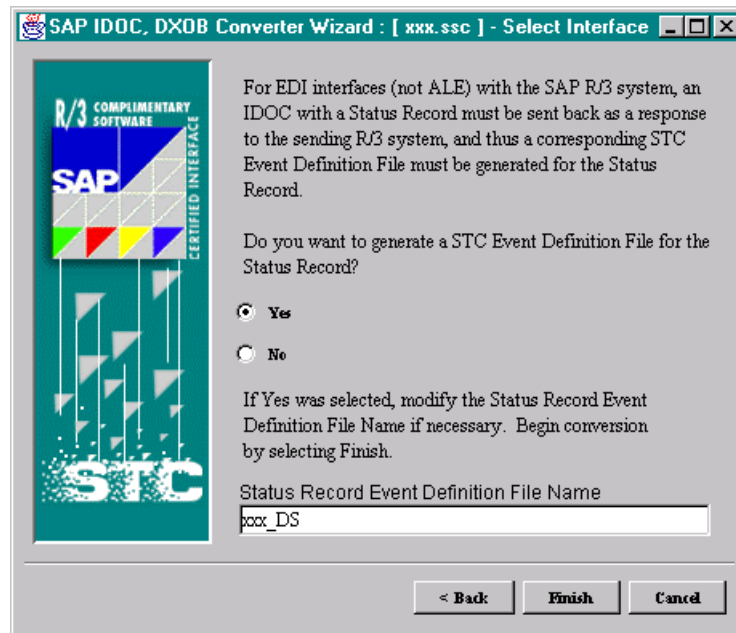 SAP IDOC, DXOB Converter Wizard : [ xxx.ssc ] - Select Interface
R/3 COMPLIMENTARY
SOFTWARE
SAP
CERTIFIED INTERFACE
STC
For EDI interfaces (not ALE) with the SAP R/3 system, an
IDOC with a Status Record must be sent back as a response
to the sending R/3 system, and thus a corresponding STC
Event Definition File must be generated for the Status
Record.
Do you want to generate a STC Event Definition File for the
Status Record?
Yes
No
If Yes was selected, modify the Status Record Event
Definition File Name if necessary. Begin conversion
by selecting Finish.
Status Record Event Definition File Name
xxx_DS
< Back
Finish
Cancel